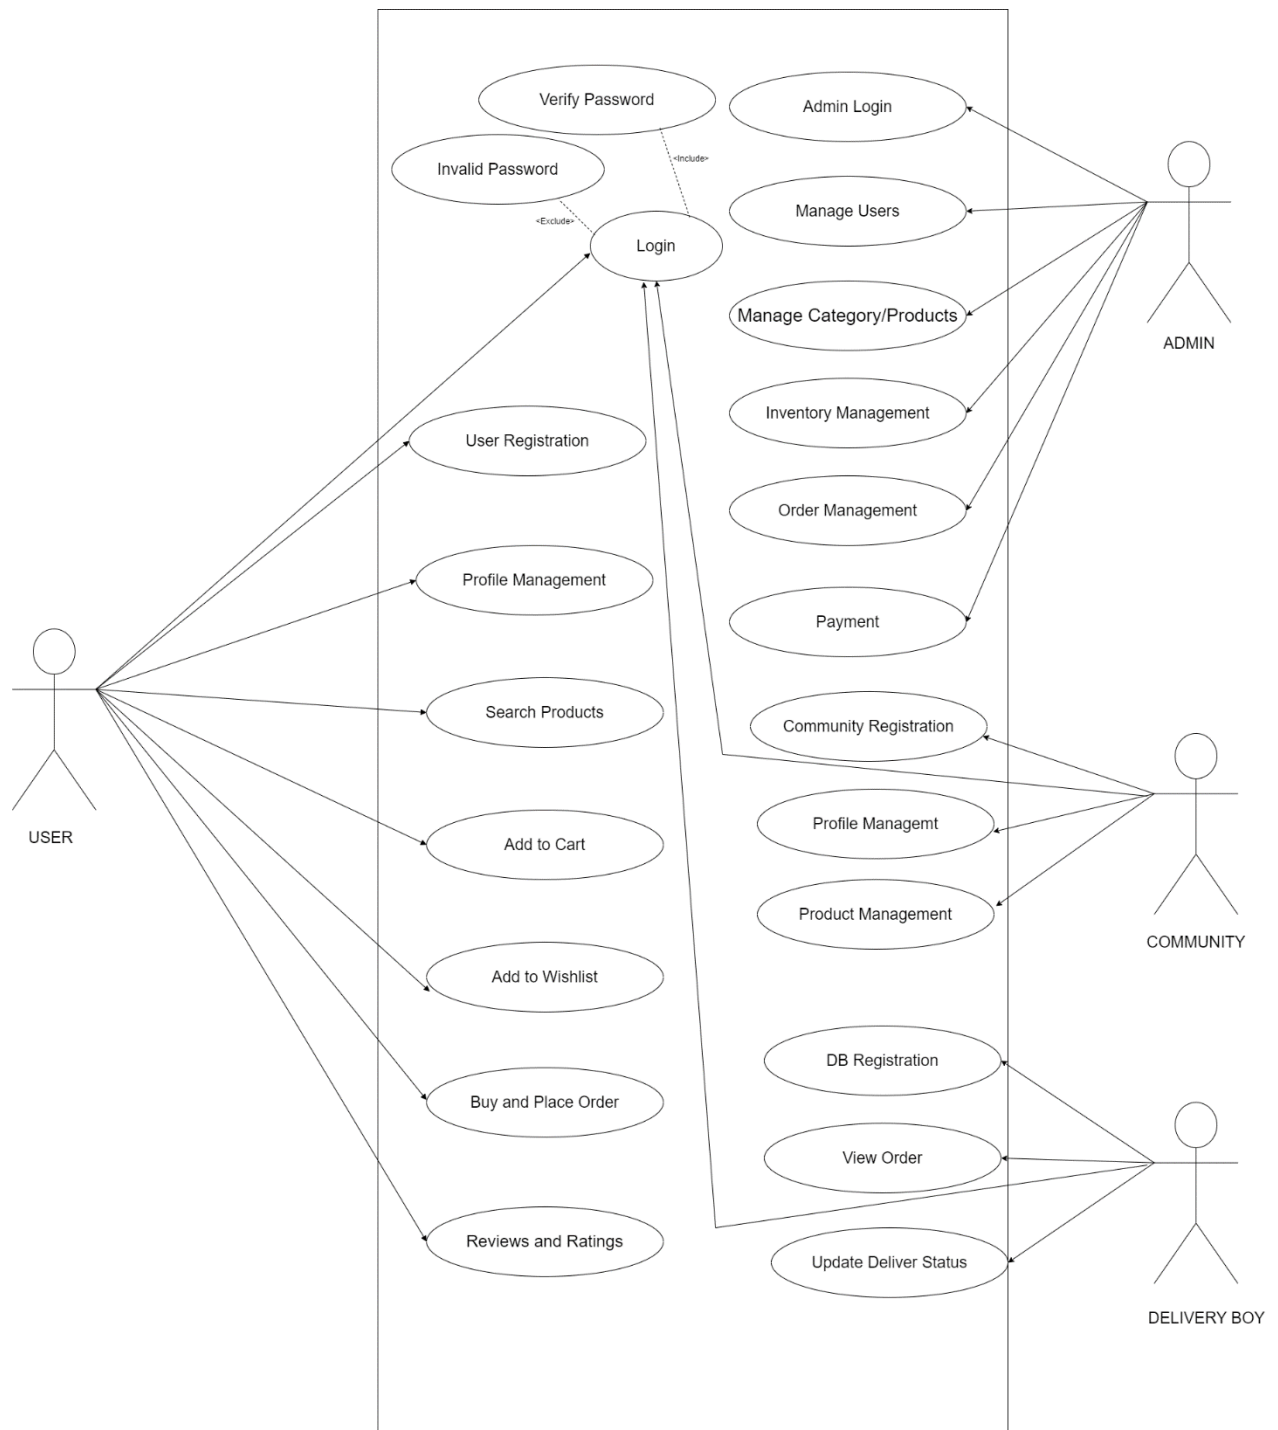 Verify Password
Admin Login
Invalid Password
<Include>
Manage Users
<Exclude>
Login
Manage Category/Products
ADMIN
Inventory Management
User Registration
Order Management
Profile Management
Payment
Search Products
Community Registration
USER
Profile Managemt
Add to Cart
Product Management
COMMUNITY
Add to Wishlist
DB Registration
Buy and Place Order
View Order
Reviews and Ratings
Update Deliver Status
DELIVERY BOY